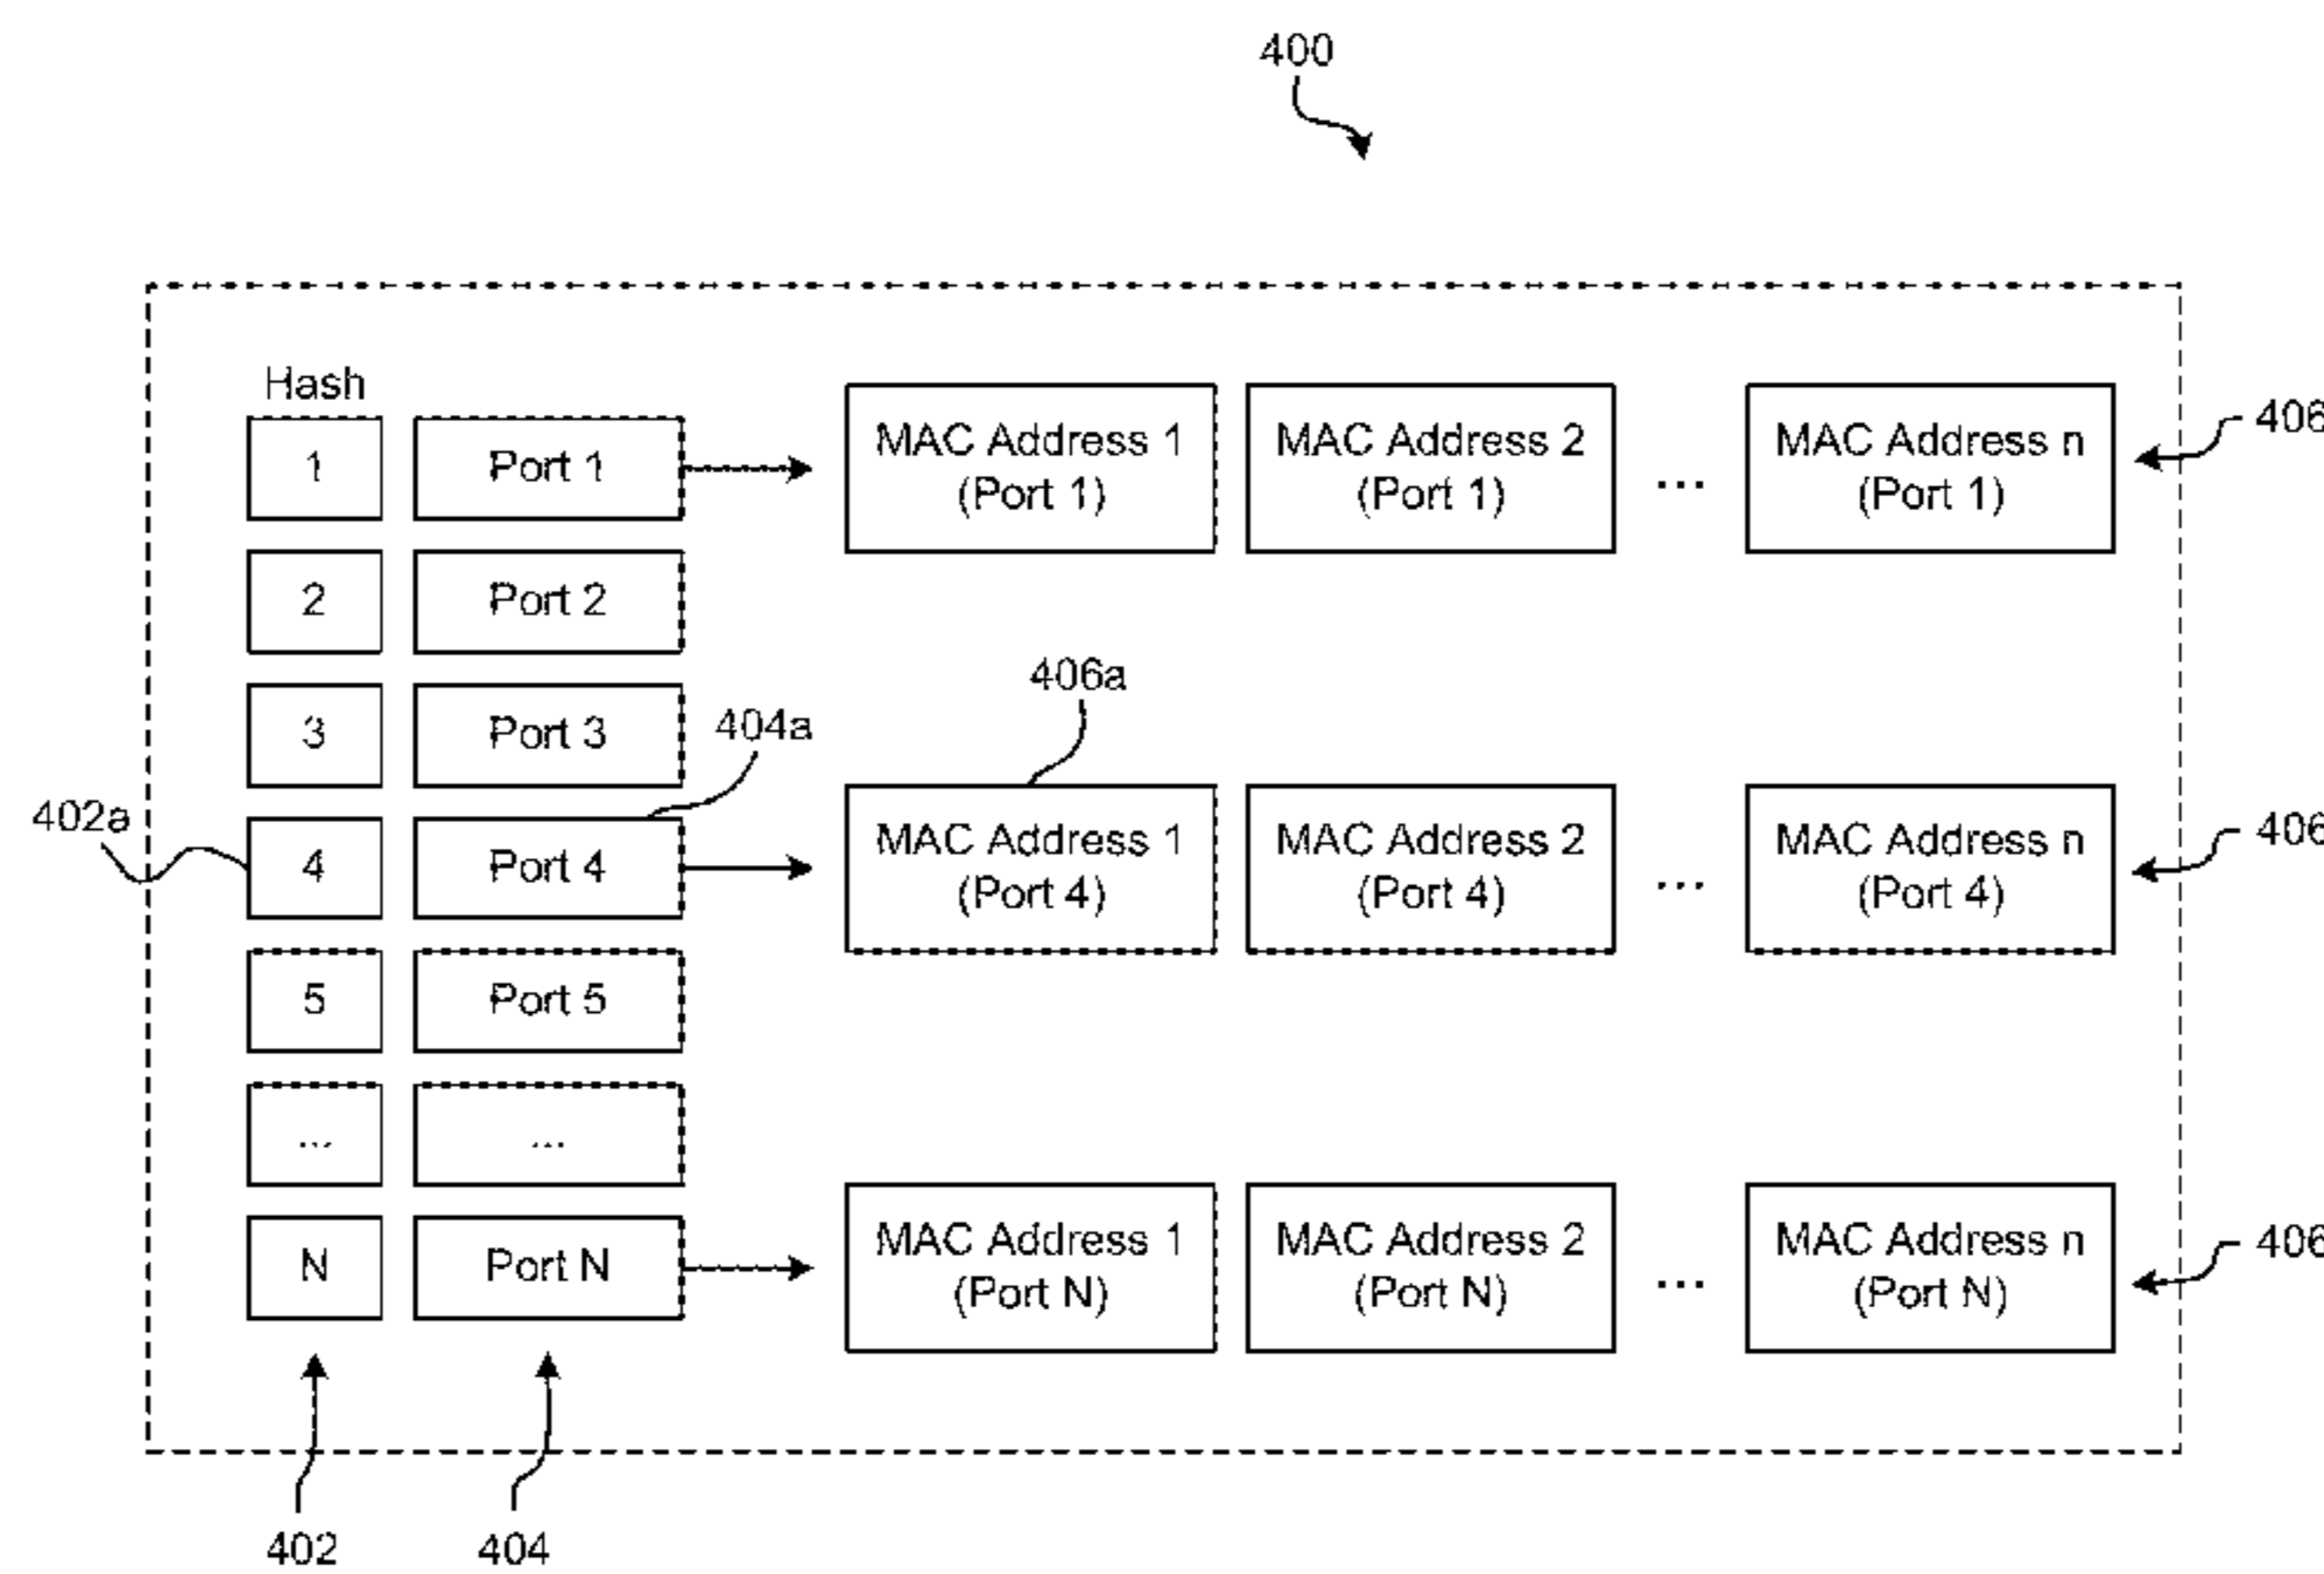 400
Hash
1 Port 1 MAC Address 1 MAC Address 2 MAC Address n 406
(Port 1) (Port 1) ... (Port 1)
2 Port 2
406a
3 Port 3 404a
402a
4 Port 4 MAC Address 1 MAC Address 2 MAC Address n 406
(Port 4) (Port 4) ... (Port 4)
5 Port 5
... ...
N Port N MAC Address 1 MAC Address 2 MAC Address n 406
(Port N) (Port N) ... (Port N)
402 404